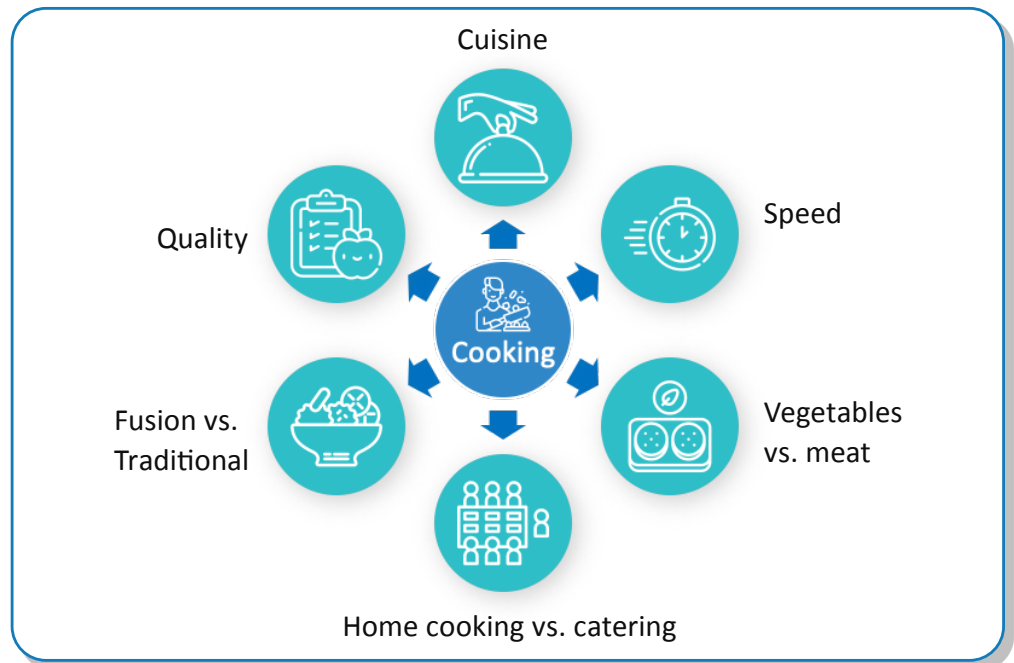 Cuisine
Speed
Quality
Cooking
Fusion vs.
Traditional
Vegetables
vs. meat
Home cooking vs. catering